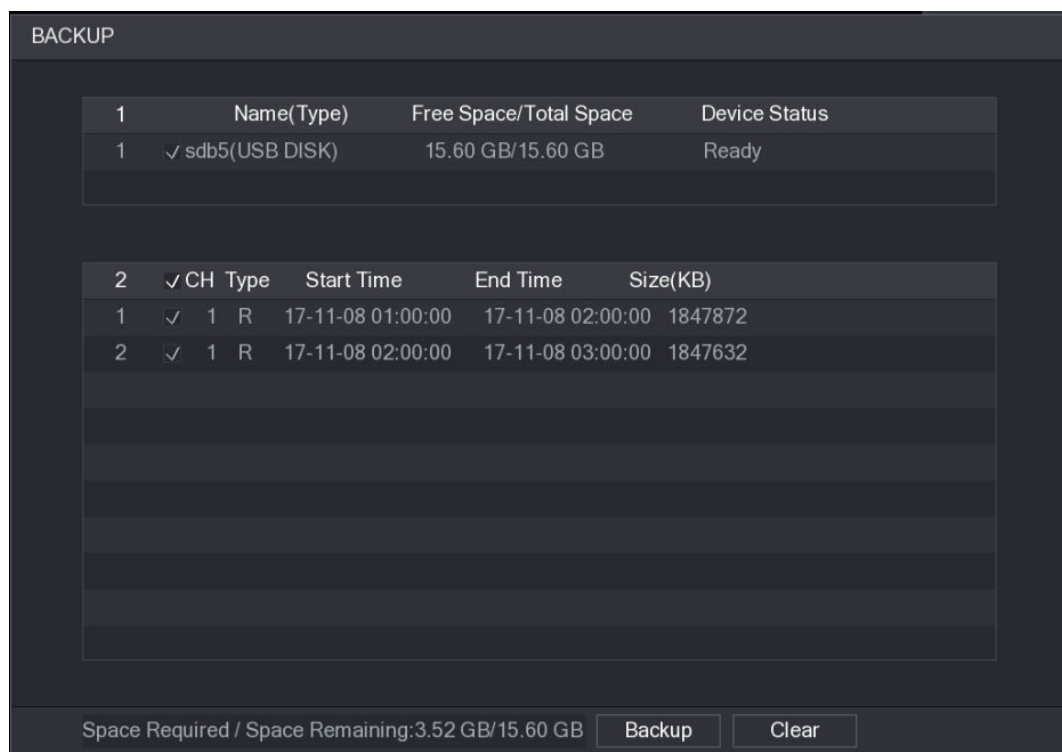 BACKUP
1 Name(Type) Free Space/Total Space Device Status
1 sdb5(USB DISK) 15.60 GB/15.60 GB Ready
2 CH Type Start Time End Time Size(KB)
1 1 R 17-11-08 01:00:00 17-11-08 02:00:00 1847872
2 1 R 17-11-08 02:00:00 17-11-08 03:00:00 1847632
Space Required / Space Remaining:3.52 GB/15.60 GB Backup Clear